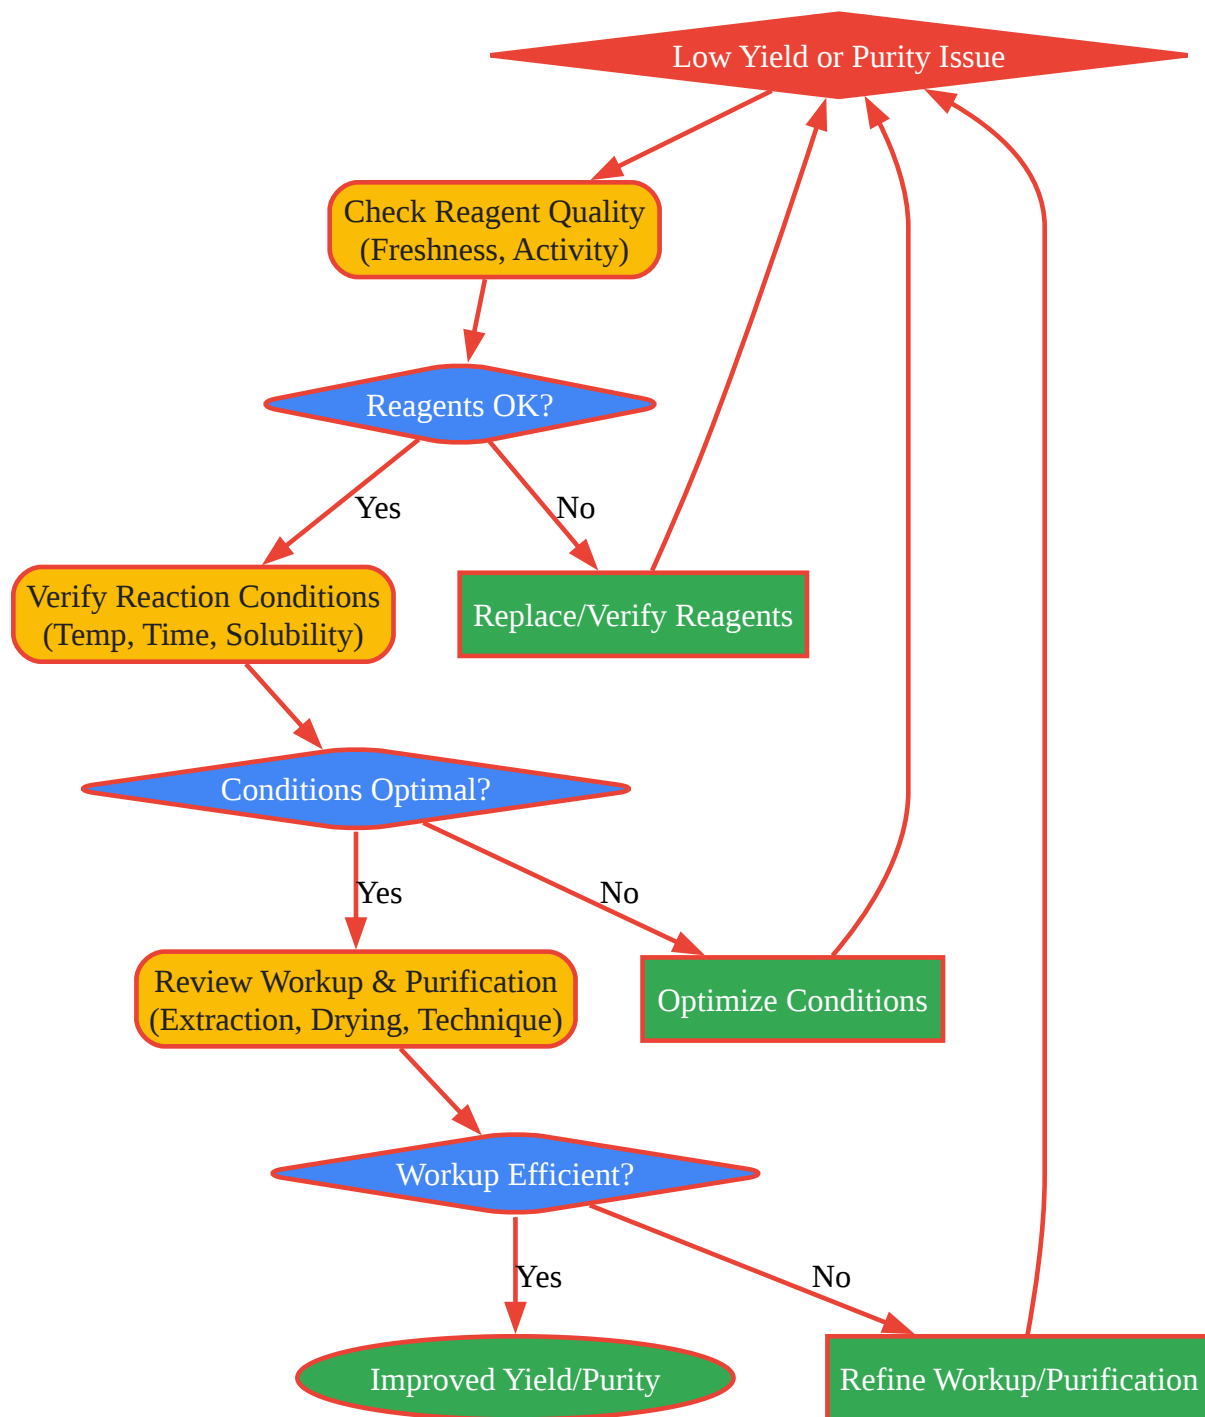 Low Yield or Purity Issue
Check Reagent Quality
(Freshness, Activity)
Reagents OK?
Yes
No
Verify Reaction Conditions
(Temp, Time, Solubility)
Replace/Verify Reagents
Conditions Optimal?
Yes
No
Review Workup & Purification
(Extraction, Drying, Technique)
Optimize Conditions
Workup Efficient?
Yes
No
Improved Yield/Purity
Refine Workup/Purification